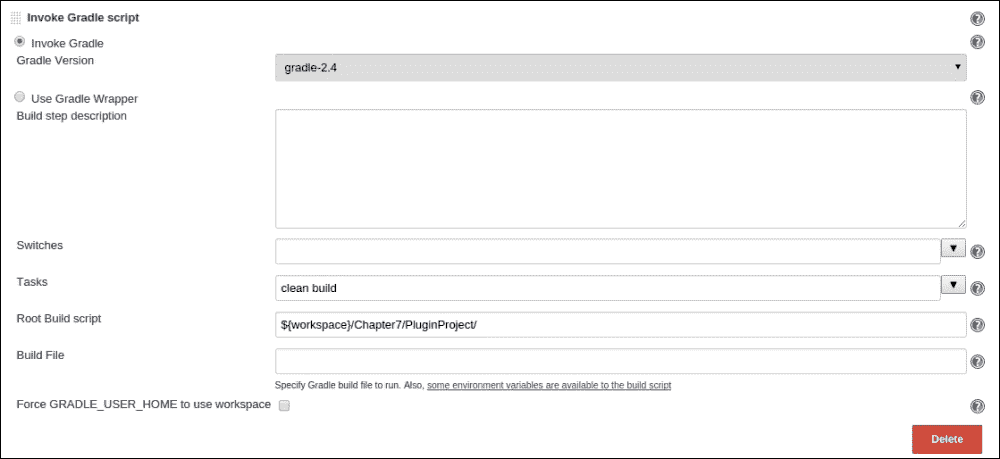 Invoke Gradle script
Invoke Gradle
Gradle Version
gradle-2.4
Use Gradle Wrapper
Build step description
Switches
Tasks
clean build
Root Build script
${workspace}/Chapter7/PluginProject/
Build File
Specify Gradle build file to run. Also, some environment variables are available to the build script
Force GRADLE_USER_HOME to use workspace
Delete